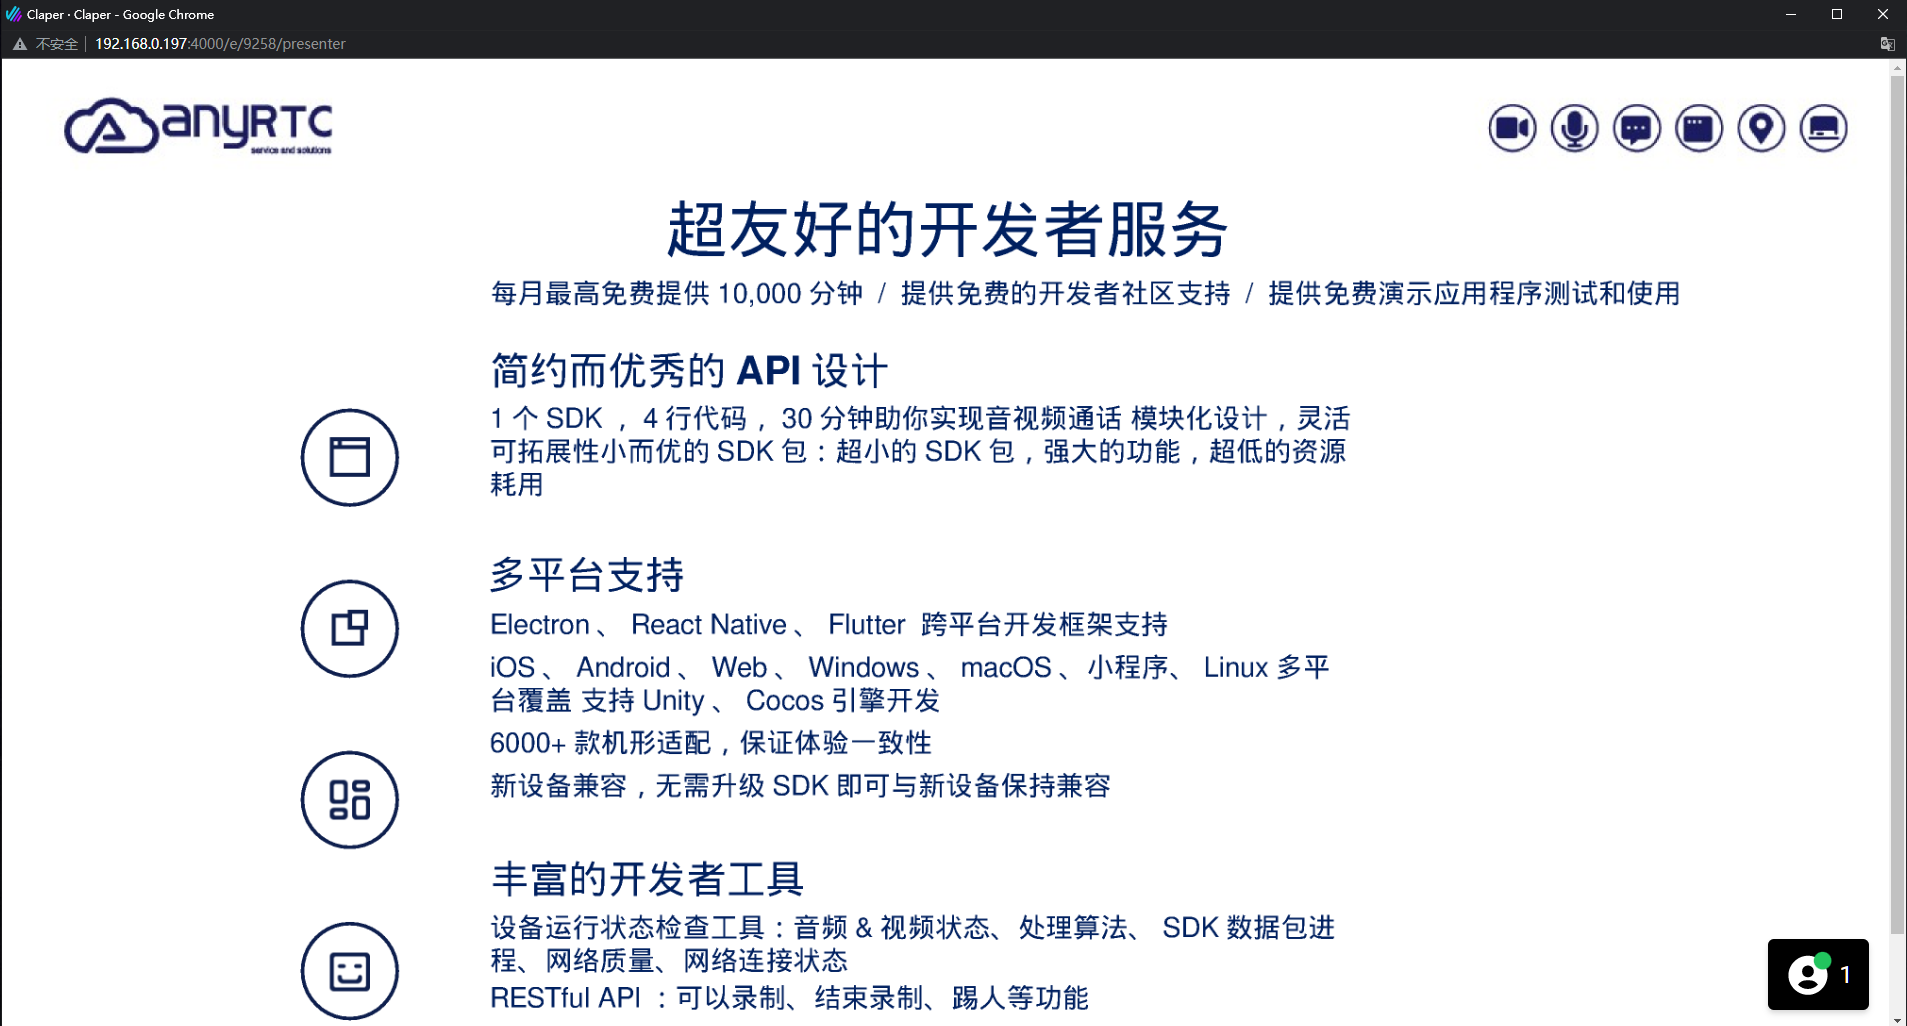 Claper · Claper - Google Chrome
不安全 192.168.0.197:4000/e/9258/presenter
anyRTC
service and solutions
超友好的开发者服务
每月最高免费提供 10,000 分钟 / 提供免费的开发者社区支持 / 提供免费演示应用程序测试和使用
简约而优秀的 API 设计
1 个 SDK ，4 行代码，30 分钟助你实现音视频通话 模块化设计，灵活
可拓展性小而优的 SDK 包：超小的 SDK 包，强大的功能，超低的资源
耗用
多平台支持
Electron 、 React Native 、 Flutter 跨平台开发框架支持
iOS 、 Android 、 Web 、 Windows 、 macOS 、小程序、 Linux 多平
台覆盖 支持 Unity 、 Cocos 引擎开发
6000+ 款机形适配，保证体验一致性
新设备兼容，无需升级 SDK 即可与新设备保持兼容
丰富的开发者工具
设备运行状态检查工具：音频 & 视频状态、处理算法、 SDK 数据包进
程、网络质量、网络连接状态
RESTful API ：可以录制、结束录制、踢人等功能
1